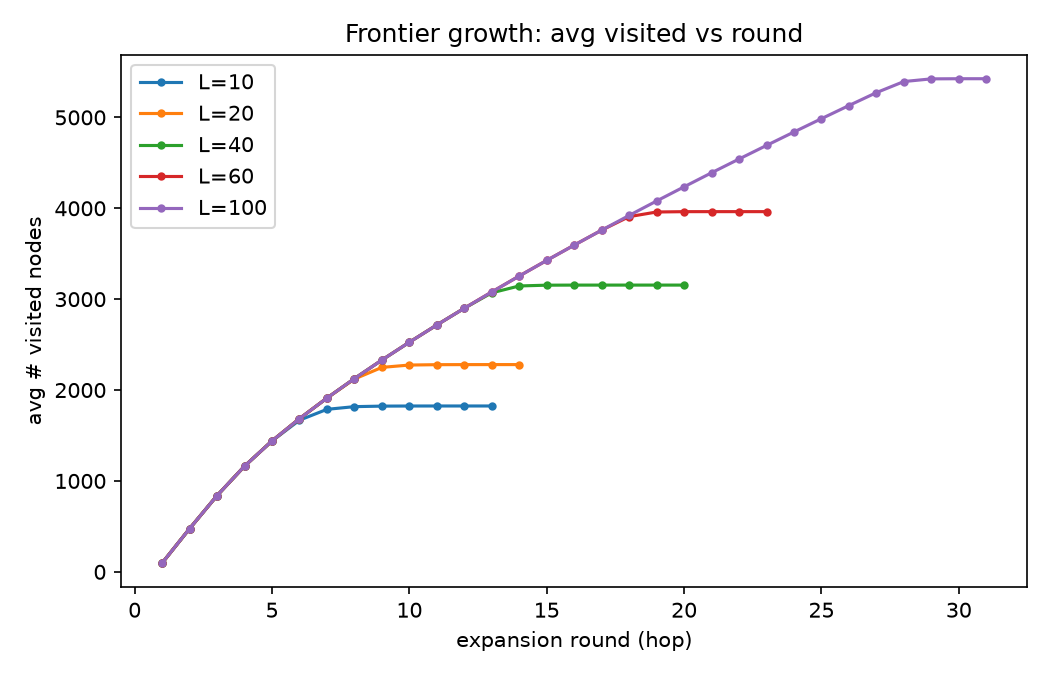 Frontier growth: avg visited vs round
L=10
L=20
L=40
L=60
L=100
avg # visited nodes
5000
4000
3000
2000
1000
0
0 5 10 15 20 25 30
expansion round (hop)